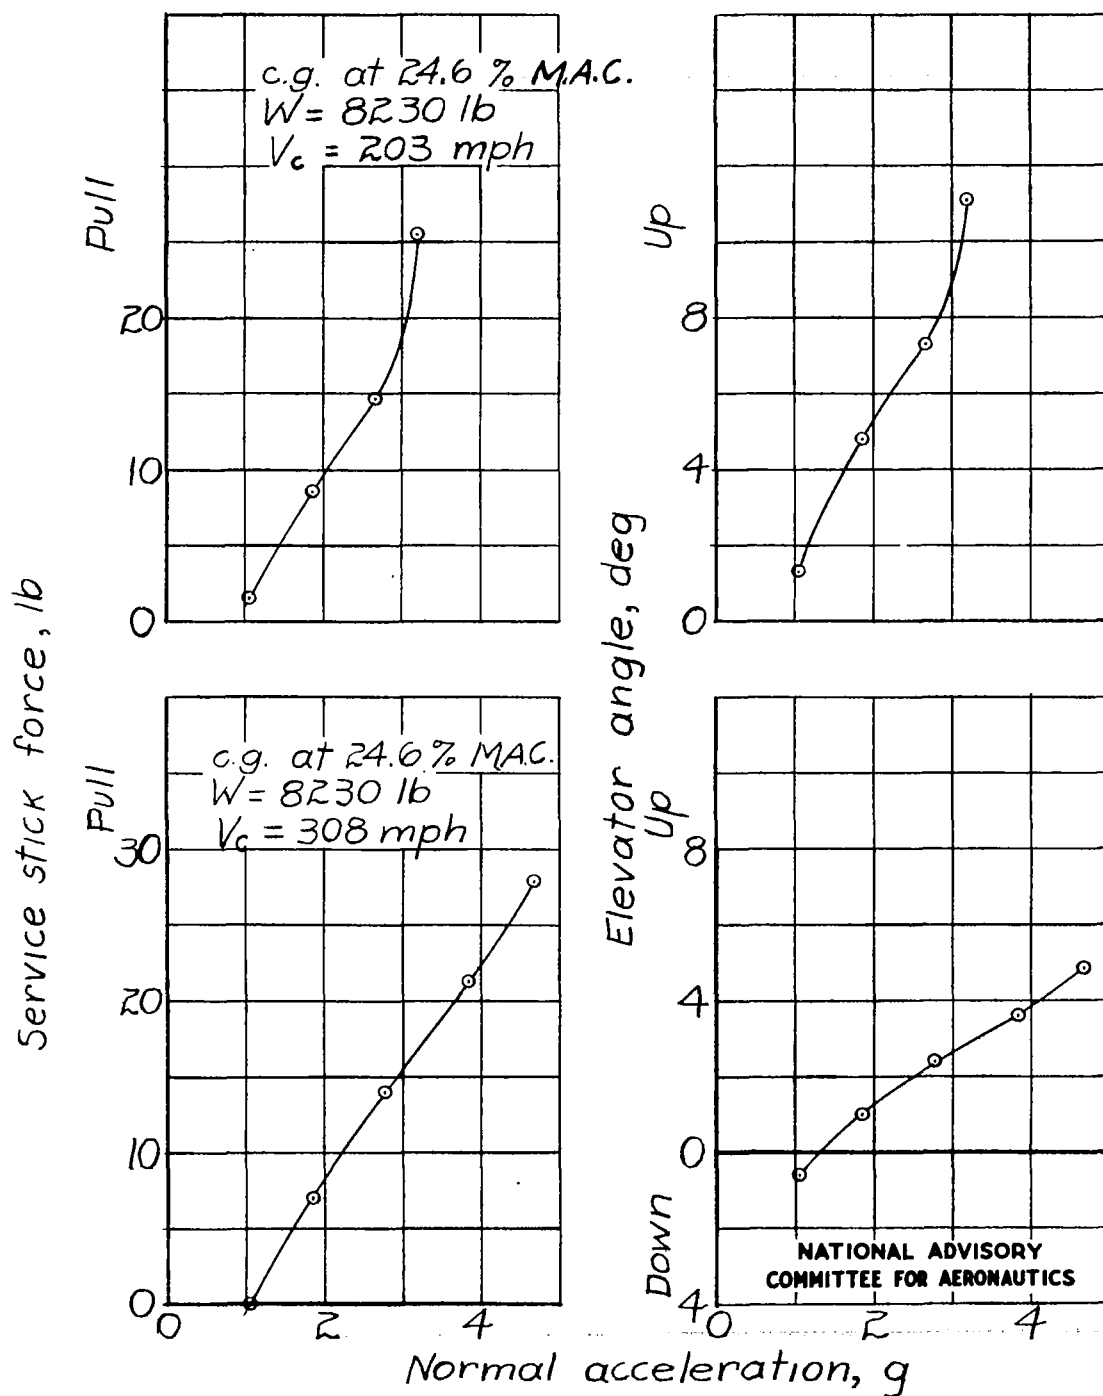 c.g. at 24.6 % M.A.C.
W = 8230 lb
Vc = 203 mph
Pull
20
10
0
Up
8
4
0
Service stick force, lb
Elevator angle, deg
c.g. at 24.6 % M.A.C.
W = 8230 lb
Vc = 308 mph
Pull
30
20
10
0
Up
8
4
0
Down
4
NATIONAL ADVISORY
COMMITTEE FOR AERONAUTICS
0 2 4
0 2 4
Normal acceleration, g